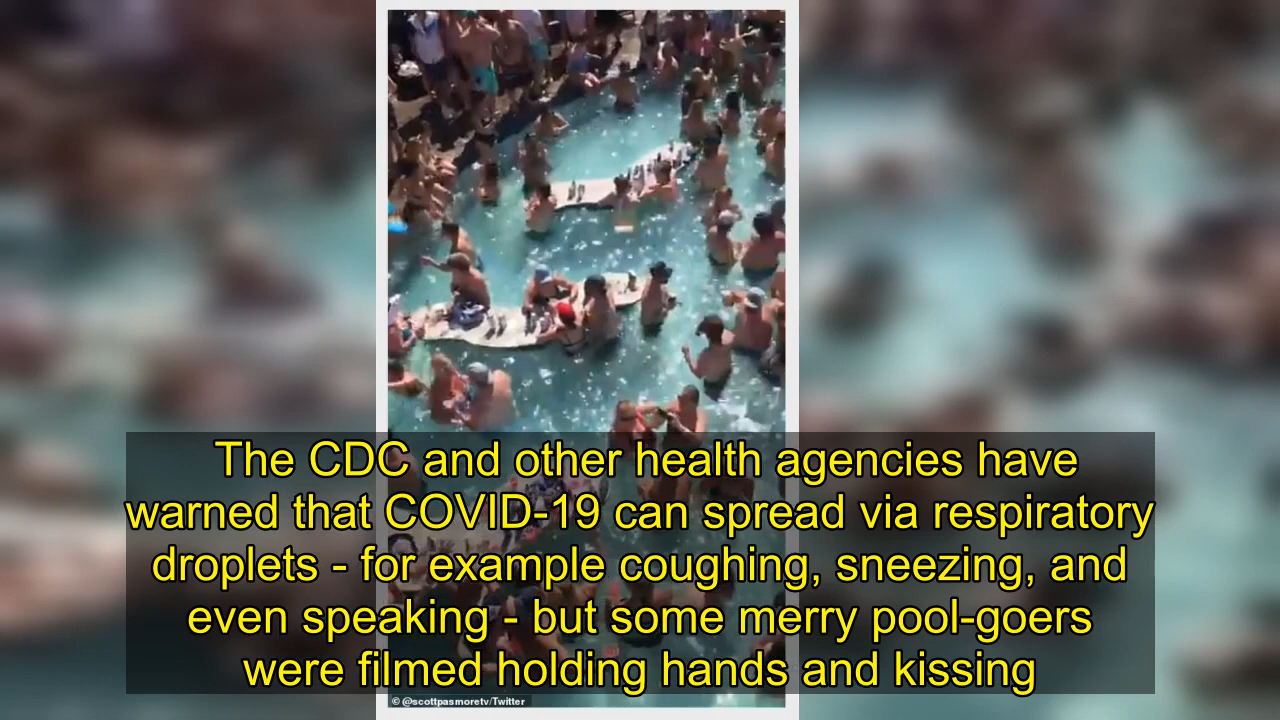 The CDC and other health agencies have
warned that COVID-19 can spread via respiratory
droplets - for example coughing, sneezing, and
even speaking - but some merry pool-goers
were filmed holding hands and kissing
© @scottpasmoretv/Twitter